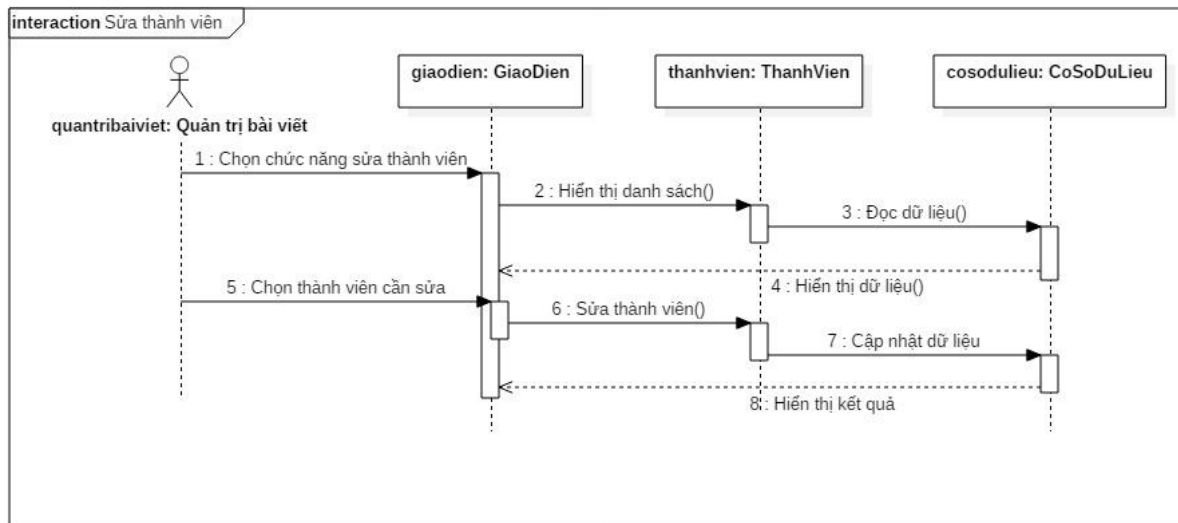 interaction Sửa thành viên
giaodien: GiaoDien
thanhvien: ThanhVien
cosodulieu: CoSoDuLieu
quantribaiviet: Quản trị bài viết
1 : Chọn chức năng sửa thành viên
2 : Hiển thị danh sách()
3 : Đọc dữ liệu()
4 : Hiển thị dữ liệu()
5 : Chọn thành viên cần sửa
6 : Sửa thành viên()
7 : Cập nhật dữ liệu
8 : Hiển thị kết quả